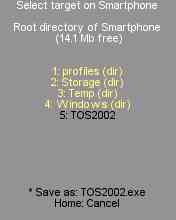 Select target on Smartphone
Root directory of Smartphone
(14.1 Mb free)
1: profiles (dir)
2: Storage (dir)
3: Temp (dir)
4: Windows (dir)
5: TOS2002
* Save as: TOS2002.exe
Home: Cancel